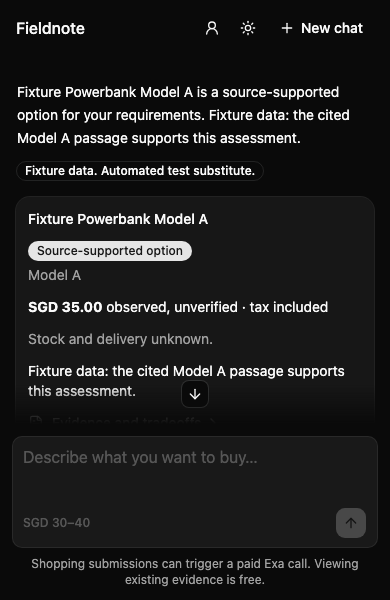 Fieldnote
New chat
Fixture Powerbank Model A is a source-supported
option for your requirements. Fixture data: the cited
Model A passage supports this assessment.
Fixture data. Automated test substitute.
Fixture Powerbank Model A
Source-supported option
Model A
SGD 35.00 observed, unverified · tax included
Stock and delivery unknown.
Fixture data: the cited Model A passage supports
this assessment.
Evidence and tradeoffs
Describe what you want to buy...
SGD 30–40
Shopping submissions can trigger a paid Exa call. Viewing
existing evidence is free.